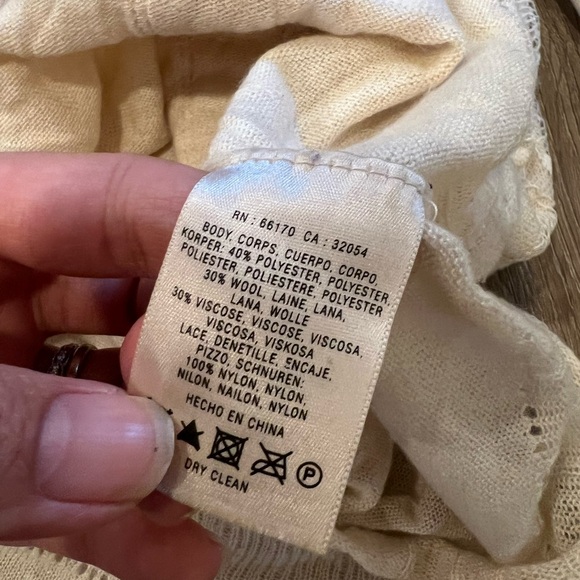 RN : 66170 CA : 32054
BODY, CORPS, CUERPO, CORPO,
KORPER: 40% POLYESTER, POLYESTER,
POLIESTER, POLIESTERE, POLYESTER
30% WOOL, LAINE, LANA,
LANA, WOLLE
30% VISCOSE, VISCOSE, VISCOSA,
VISCOSA, VISKOSA
LACE, DENETILLE, ENCAJE,
PIZZO, SCHNUREN:
100% NYLON, NYLON,
NILON, NAILON, NYLON
HECHO EN CHINA
P
DRY CLEAN